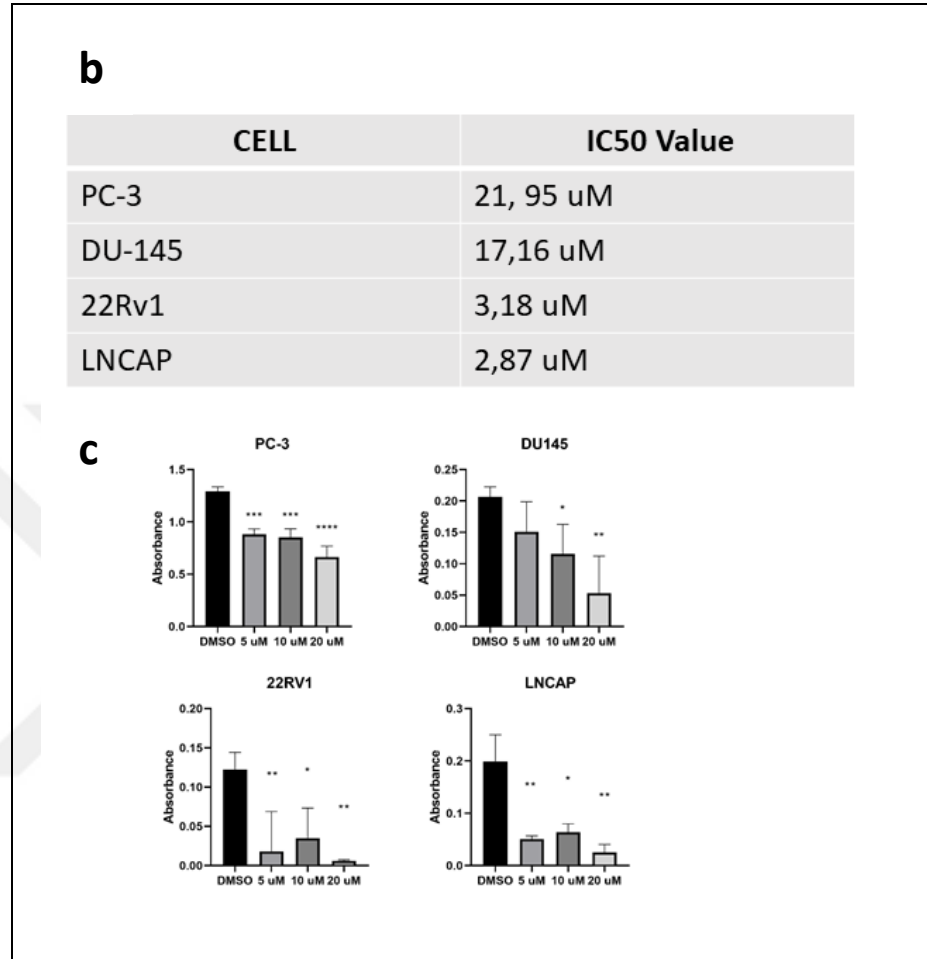 b
CELL IC50 Value
PC-3 21, 95 uM
DU-145 17,16 uM
22Rv1 3,18 uM
LNCAP 2,87 uM
c
PC-3
Absorbance
1.5
1.0
0.5
0.0
*** *** ****
DMSO 5 uM 10 uM 20 uM
DU145
Absorbance
0.25
0.20
0.15
0.10
0.05
0.00
* **
DMSO 5 uM 10 uM 20 uM
22RV1
Absorbance
0.20
0.15
0.10
0.05
0.00
** * **
DMSO 5 uM 10 uM 20 uM
LNCAP
Absorbance
0.3
0.2
0.1
0.0
** * **
DMSO 5 uM 10 uM 20 uM